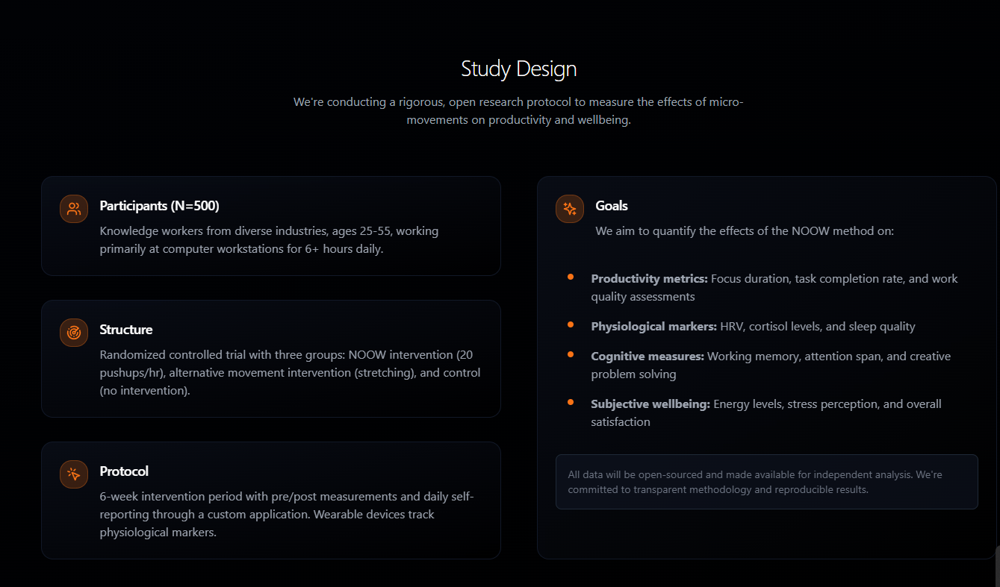 Study Design
We're conducting a rigorous, open research protocol to measure the effects of micro-
movements on productivity and wellbeing.
Participants (N=500)
Knowledge workers from diverse industries, ages 25-55, working
primarily at computer workstations for 6+ hours daily.
Structure
Randomized controlled trial with three groups: NOOW intervention (20
pushups/hr), alternative movement intervention (stretching), and control
(no intervention).
Protocol
6-week intervention period with pre/post measurements and daily self-
reporting through a custom application. Wearable devices track
physiological markers.
Goals
We aim to quantify the effects of the NOOW method on:
Productivity metrics: Focus duration, task completion rate, and work
quality assessments
Physiological markers: HRV, cortisol levels, and sleep quality
Cognitive measures: Working memory, attention span, and creative
problem solving
Subjective wellbeing: Energy levels, stress perception, and overall
satisfaction
All data will be open-sourced and made available for independent analysis. We're
committed to transparent methodology and reproducible results.